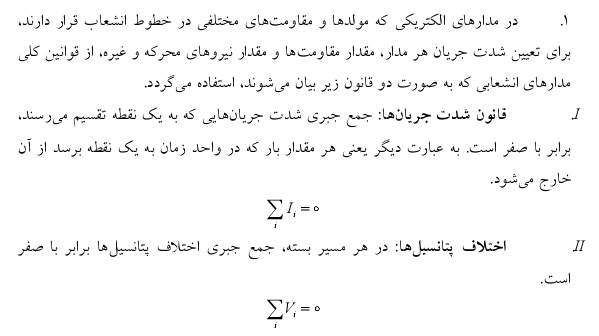 ۱. در مدارهای الکتریکی که مولدها و مقاومت‌های مختلفی در خطوط انشعاب قرار دارند،
برای تعیین شدت جریان هر مدار، مقدار مقاومت‌ها و مقدار نیروهای محرکه و غیره، از قوانین کلی
مدارهای انشعابی که به صورت دو قانون زیر بیان می‌شوند، استفاده می‌گردد.
I. قانون شدت جریان‌ها: جمع جبری شدت جریان‌هایی که به یک نقطه تقسیم می‌رسند،
برابر با صفر است. به عبارت دیگر یعنی هر مقدار بار که در واحد زمان به یک نقطه برسد از آن
خارج می‌شود.
∑_i I_i = ۰
II. اختلاف پتانسیل‌ها: در هر مسیر بسته، جمع جبری اختلاف پتانسیل‌ها برابر با صفر
است.
∑_i V_i = ۰